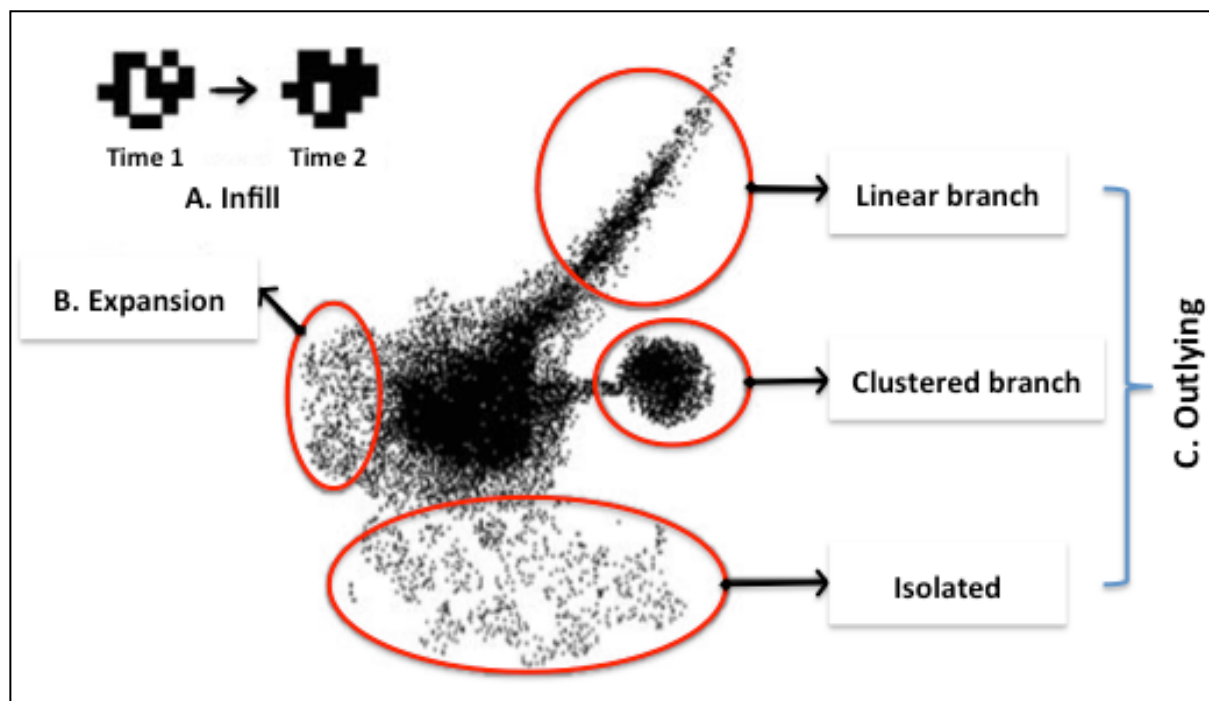 Time 1
Time 2
A. Infill
B. Expansion
Linear branch
Clustered branch
Isolated
C. Outlying